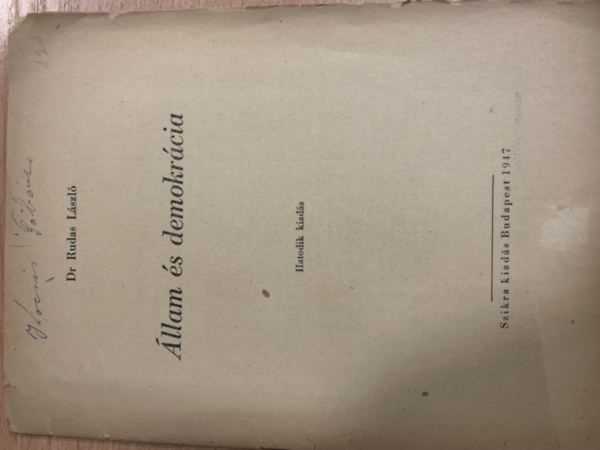 Dr Rudas László
Állam és demokrácia
Hatodik kiadás
Szikra kiadás Budapest 1947